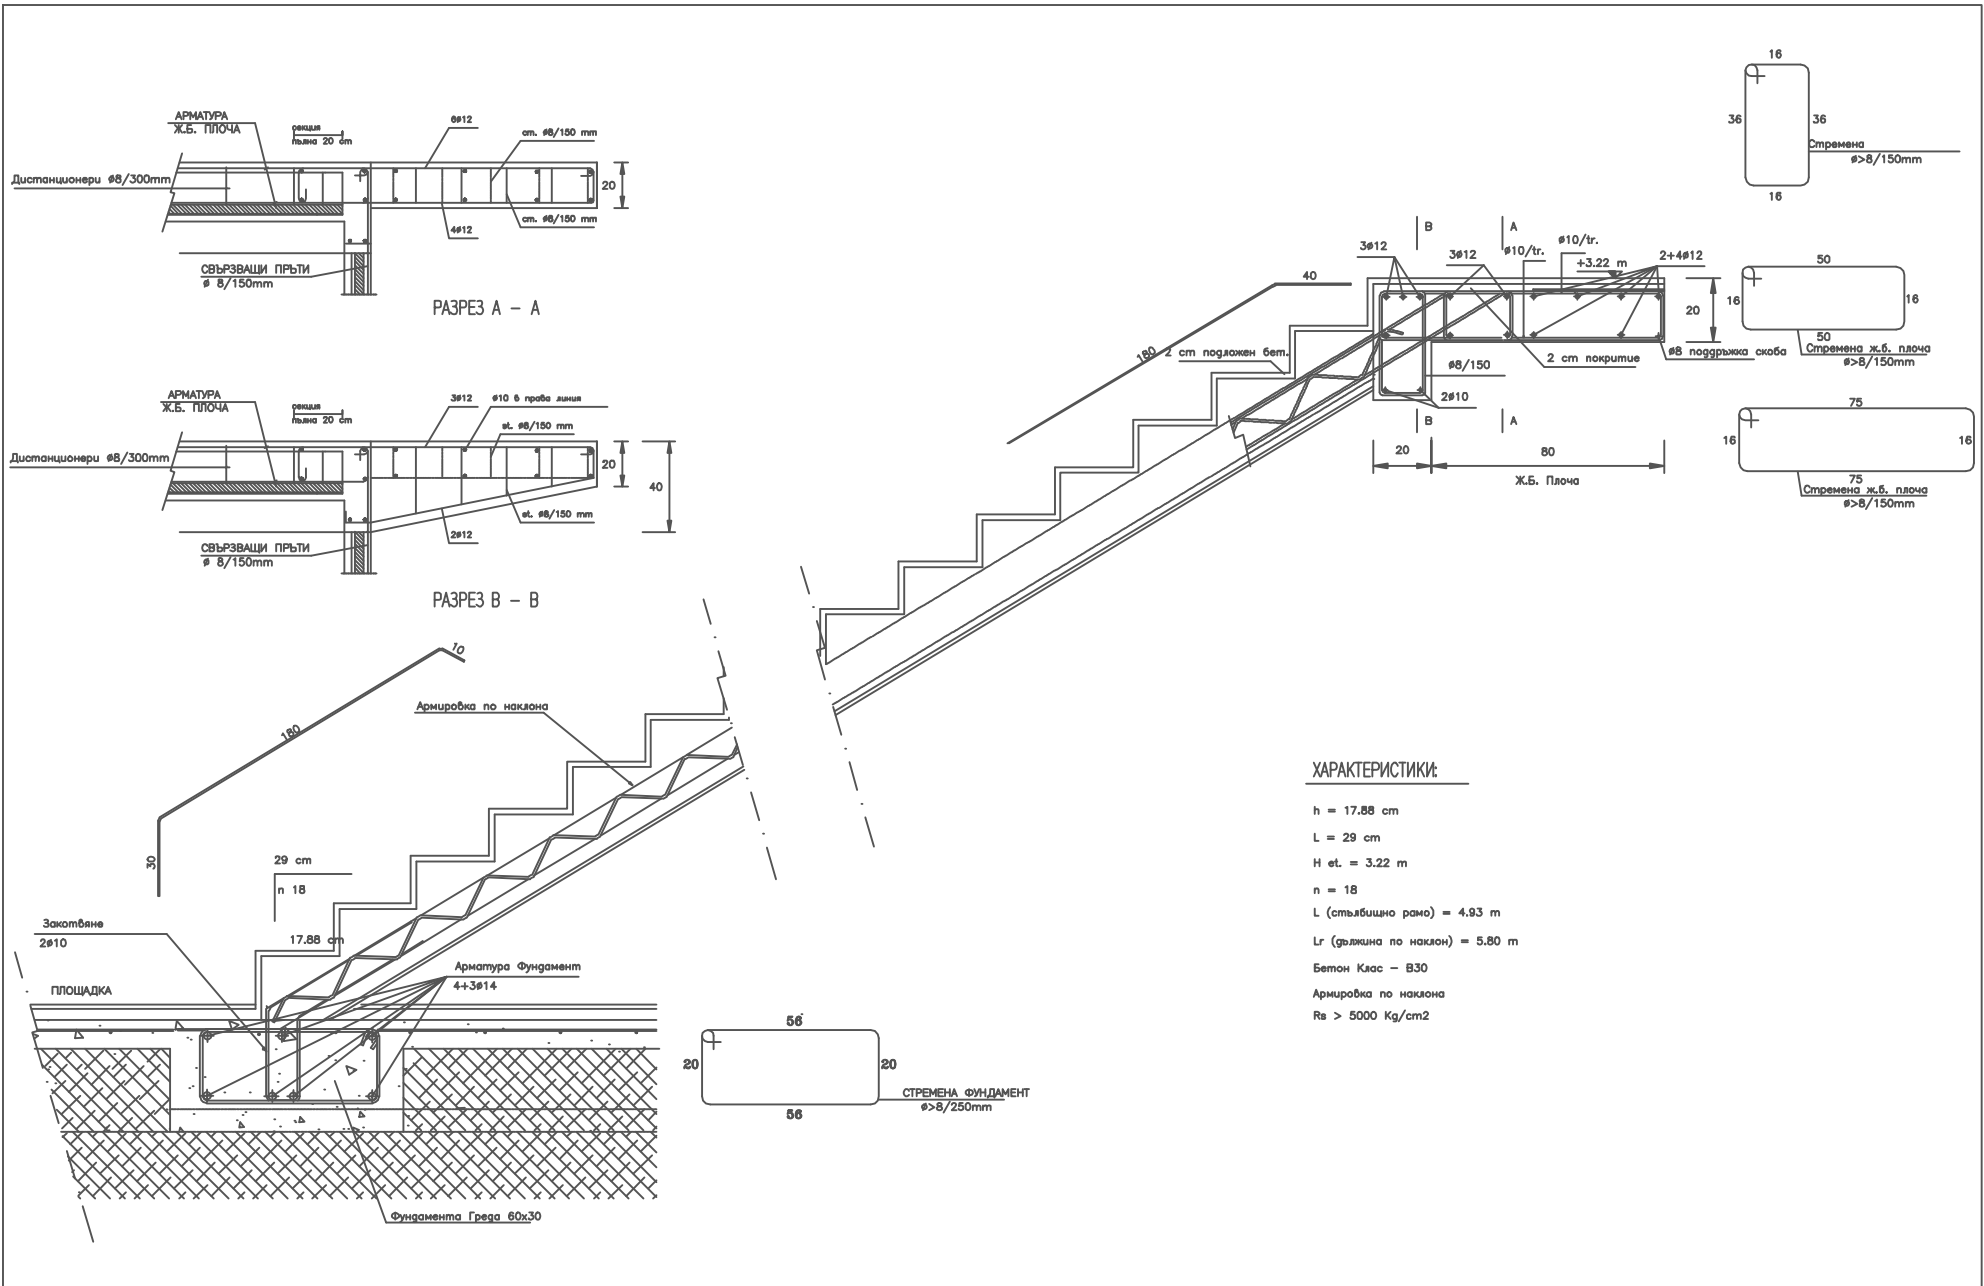 АРМАТУРА
Ж.Б. ПЛОЧА
секция
пълна 20 cm
6ø12
cm. ø8/150 mm
Дистанционери ø8/300mm
20
4ø12
cm. ø8/150 mm
СВЪРЗВАЩИ ПРЪТИ
ø 8/150mm
РАЗРЕЗ А – А
АРМАТУРА
Ж.Б. ПЛОЧА
секция
пълна 20 cm
3ø12
ø10 в права линия
st. ø8/150 mm
Дистанционери ø8/300mm
20
40
st. ø8/150 mm
2ø12
СВЪРЗВАЩИ ПРЪТИ
ø 8/150mm
РАЗРЕЗ В – В
16
36
36
Стремена
ø>8/150mm
16
B
A
3ø12
3ø12
ø10/tr.
ø10/tr.
+3.22 m
2+4ø12
40
180
20
2 cm подложен бет.
2 cm покритие
ø8 поддръжка скоба
ø8/150
2ø10
B
A
20
80
Ж.Б. Плоча
50
16
16
50
Стремена ж.б. плоча
ø>8/150mm
75
16
16
75
Стремена ж.б. плоча
ø>8/150mm
10
180
30
Армировка по наклона
29 cm
n 18
17.88 cm
Закотвяне
2ø10
ПЛОЩАДКА
Арматура Фундамент
4+3ø14
Фундамента Греда 60x30
56
20
20
СТРЕМЕНА ФУНДАМЕНТ
ø>8/250mm
56
ХАРАКТЕРИСТИКИ:
h = 17.88 cm
L = 29 cm
H et. = 3.22 m
n = 18
L (стълбищно рамо) = 4.93 m
Lr (дължина по наклон) = 5.80 m
Бетон Клас – B30
Армировка по наклона
Rs > 5000 Kg/cm2